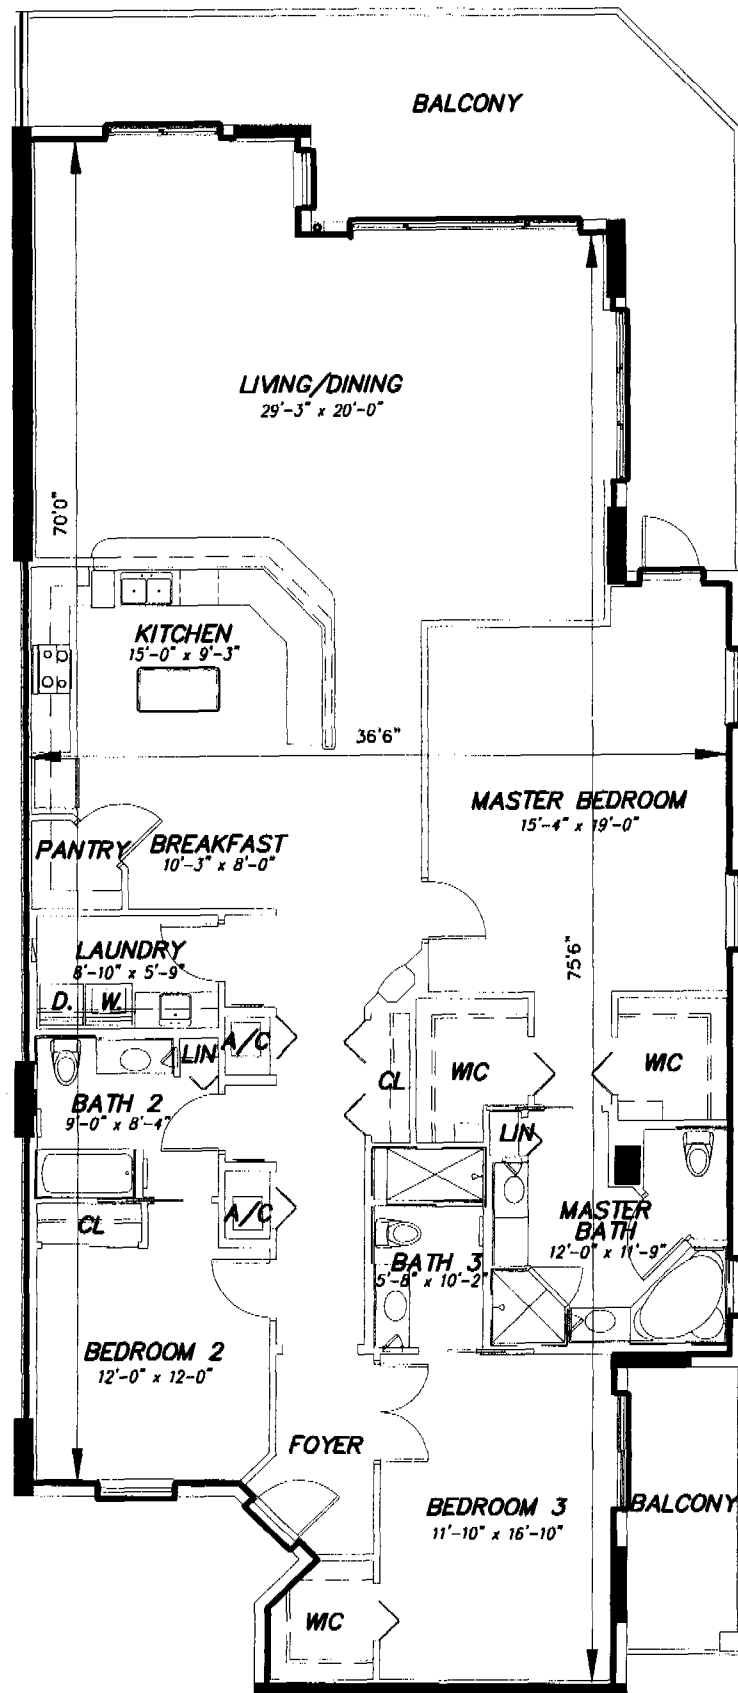 BALCONY
LIVING/DINING
29'-3" x 20'-0"
70'0"
KITCHEN
15'-0" x 9'-3"
36'6"
MASTER BEDROOM
15'-4" x 19'-0"
PANTRY
BREAKFAST
10'-3" x 8'-0"
75'6"
LAUNDRY
8'-10" x 5'-9"
D.
W.
A/C
LIN
CL
WIC
WIC
BATH 2
9'-0" x 8'-4"
LIN
A/C
CL
MASTER
BATH
12'-0" x 11'-9"
BATH 3
5'-8" x 10'-2"
BEDROOM 2
12'-0" x 12'-0"
FOYER
BEDROOM 3
11'-10" x 16'-10"
BALCONY
WIC